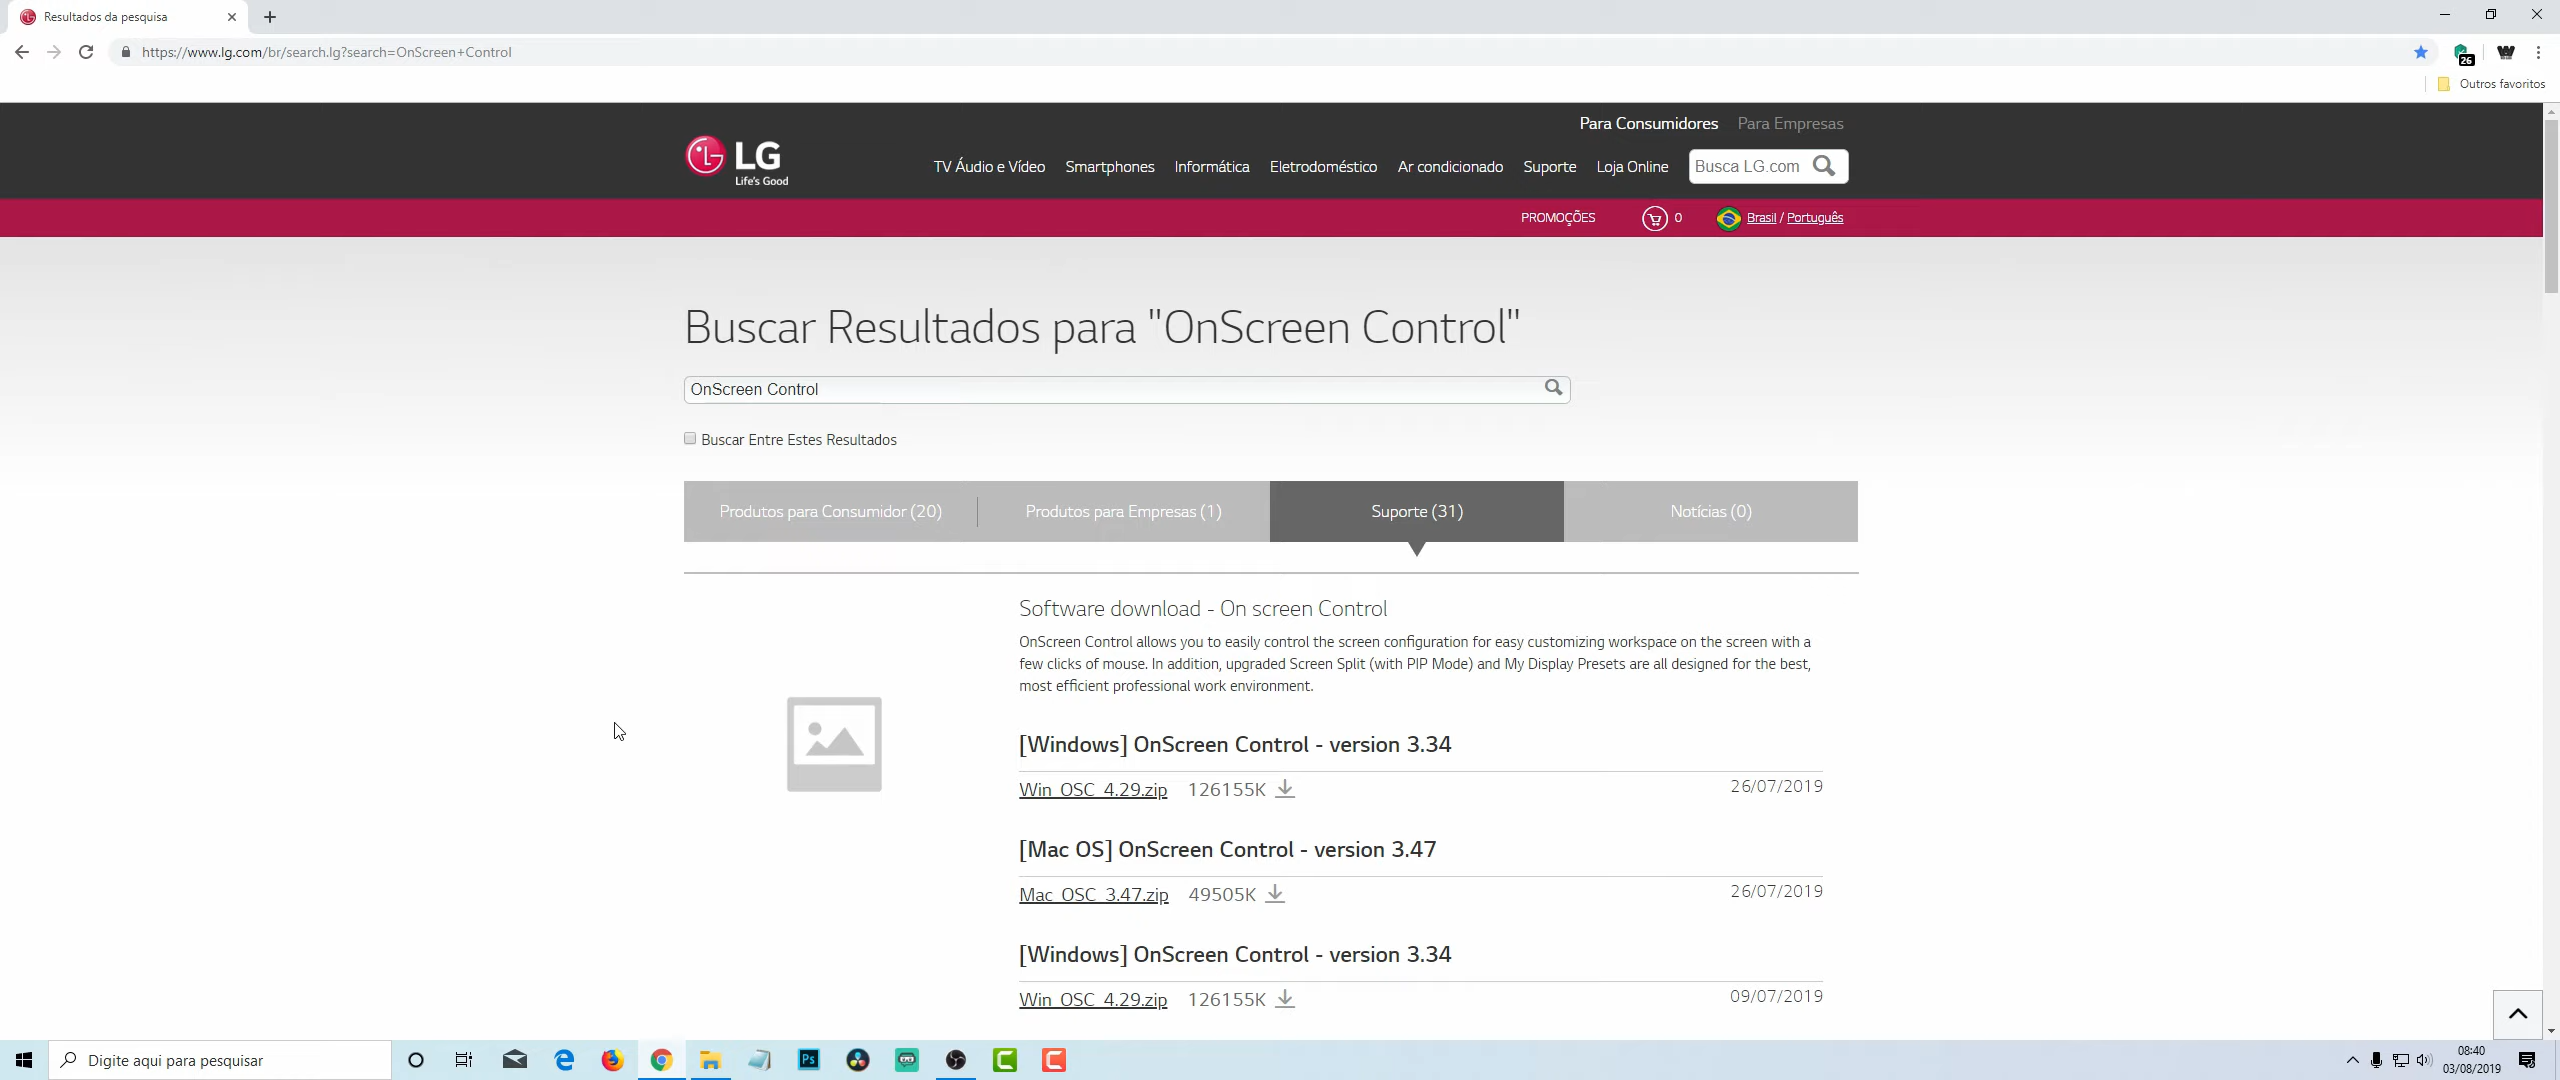 Resultados da pesquisa
https://www.lg.com/br/search.lg?search=OnScreen+Control
26
Outros favoritos
Para Consumidores Para Empresas
LG
Life's Good
TV Áudio e Vídeo Smartphones Informática Eletrodoméstico Ar condicionado Suporte Loja Online Busca LG.com
PROMOÇÕES 0 Brasil / Português
Buscar Resultados para "OnScreen Control"
OnScreen Control
Buscar Entre Estes Resultados
Produtos para Consumidor (20) Produtos para Empresas (1) Suporte (31) Notícias (0)
Software download - On screen Control
OnScreen Control allows you to easily control the screen configuration for easy customizing workspace on the screen with a
few clicks of mouse. In addition, upgraded Screen Split (with PIP Mode) and My Display Presets are all designed for the best,
most efficient professional work environment.
[Windows] OnScreen Control - version 3.34
Win_OSC_4.29.zip 126155K 26/07/2019
[Mac OS] OnScreen Control - version 3.47
Mac_OSC_3.47.zip 49505K 26/07/2019
[Windows] OnScreen Control - version 3.34
Win_OSC_4.29.zip 126155K 09/07/2019
Digite aqui para pesquisar
Ps
08:40
03/08/2019